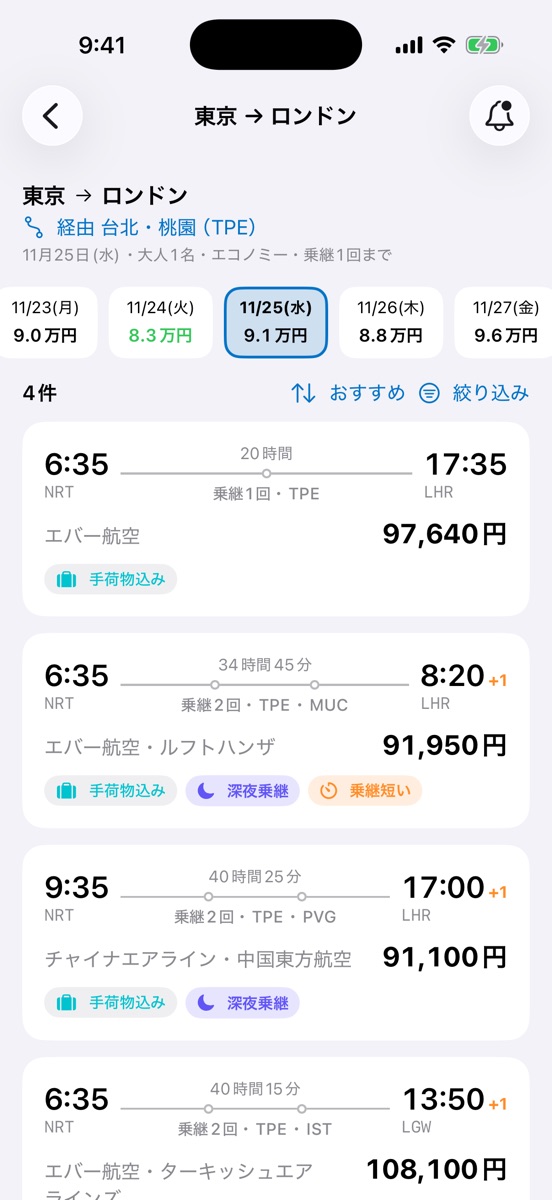 9:41
東京 → ロンドン
東京 → ロンドン
経由 台北・桃園 (TPE)
11月25日(水)・大人1名・エコノミー・乗継1回まで
11/23(月) 11/24(火) 11/25(水) 11/26(木) 11/27(金)
9.0万円 8.3万円 9.1万円 8.8万円 9.6万円
4件 おすすめ 絞り込み
20時間
6:35 17:35
NRT 乗継1回・TPE LHR
エバー航空 97,640円
手荷物込み
34時間45分
6:35 8:20 +1
NRT 乗継2回・TPE・MUC LHR
エバー航空・ルフトハンザ 91,950円
手荷物込み 深夜乗継 乗継短い
40時間25分
9:35 17:00 +1
NRT 乗継2回・TPE・PVG LHR
チャイナエアライン・中国東方航空 91,100円
手荷物込み 深夜乗継
40時間15分
6:35 13:50 +1
NRT 乗継2回・TPE・IST LGW
エバー航空・ターキッシュエア 108,100円
ラインズ